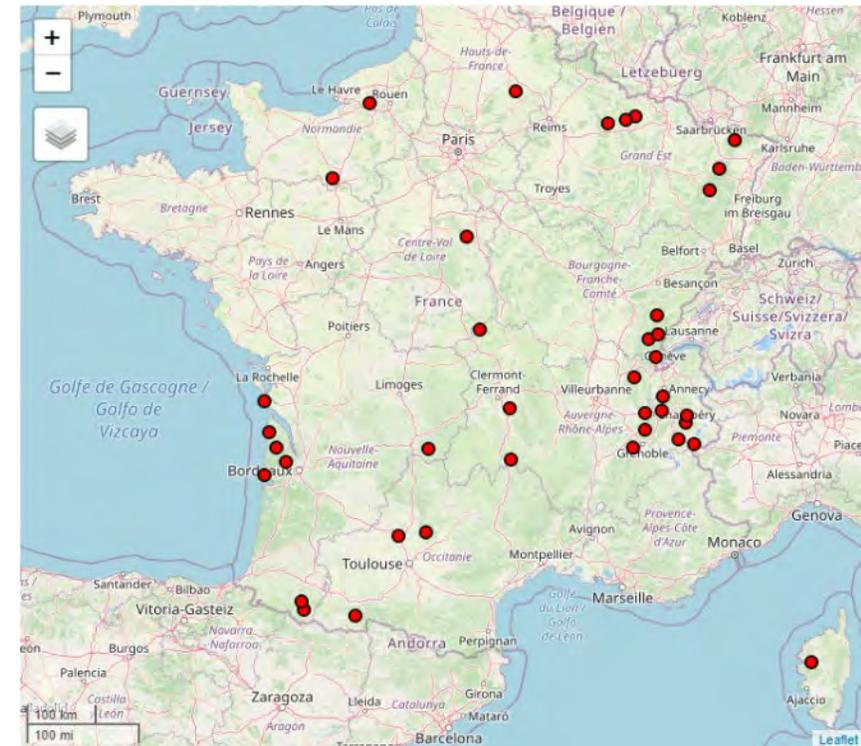 Plymouth
Pas de
Calais
Belgique /
Belgien
Koblenz
Hessen
+
−
Hauts-de-
France
Letzebuerg
Frankfurt am
Main
Guernsey
Le Havre
Rouen
Jersey
Normandie
Reims
Saarbrücken
Mannheim
Paris
Grand Est
Karlsruhe
Baden-Württemb
Brest
Bretagne
Rennes
Troyes
Freiburg
im Breisgau
Le Mans
Centre-Val
de Loire
Pays de
la Loire
Angers
Belfort
Basel
Zürich
Bourgogne-
Franche-
Comté
Besançon
France
Schweiz/
Suisse/Svizzera/
Svizra
Poitiers
Lausanne
Genève
La Rochelle
Limoges
Clermont-
Ferrand
Villeurbanne
Annecy
Verbania
Golfe de Gascogne /
Golfo de
Vizcaya
Auvergne-
Rhône-Alpes
Chambéry
Novara
Lomb
Nouvelle-
Aquitaine
Piemonte
Piace
Bordeaux
Grenoble
Alessandria
Provence-
Alpes-Côte
d'Azur
Genova
Avignon
Monaco
Toulouse
Occitanie
Montpellier
Santander
Bilbao
Marseille
Vitoria-Gasteiz
Golfe
du Lion /
Golfo
de León
Navarra
- Nafarroa
Andorra
Perpignan
Burgos
Palencia
Girona
Castilla
León
Zaragoza
Lleida
Catalunya
Mataró
Ajaccio
Aragón
100 km
100 mi
Barcelona
Leaflet